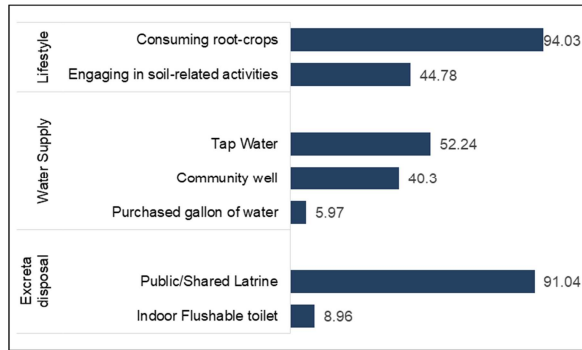 Lifestyle
Consuming root-crops 94.03
Engaging in soil-related activities 44.78
Water Supply
Tap Water 52.24
Community well 40.3
Purchased gallon of water 5.97
Excreta
disposal
Public/Shared Latrine 91.04
Indoor Flushable toilet 8.96